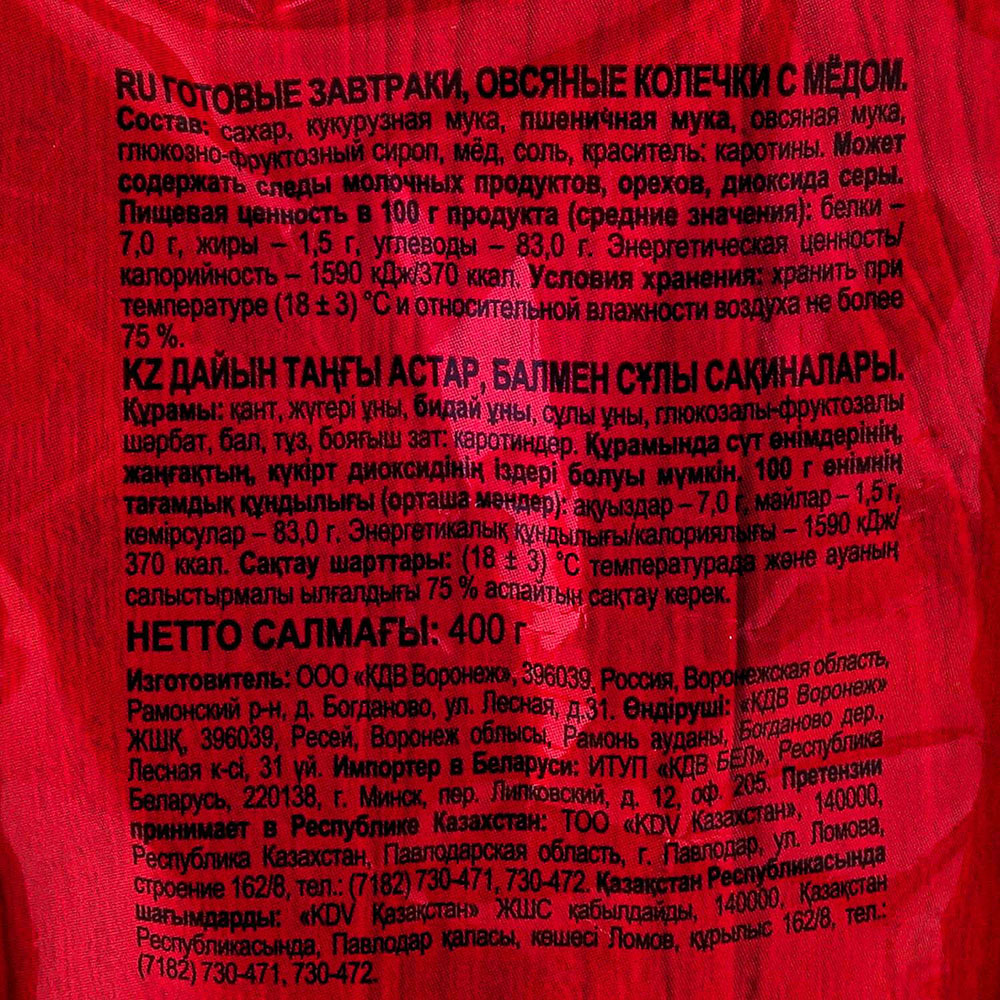 RU ГОТОВЫЕ ЗАВТРАКИ, ОВСЯНЫЕ КОЛЕЧКИ С МЁДОМ.
Состав: сахар, кукурузная мука, пшеничная мука, овсяная мука,
глюкозно-фруктозный сироп, мёд, соль, краситель: каротины. Может
содержать следы молочных продуктов, орехов, диоксида серы.
Пищевая ценность в 100 г продукта (средние значения): белки –
7,0 г, жиры – 1,5 г, углеводы – 83,0 г. Энергетическая ценность/
калорийность – 1590 кДж/370 ккал. Условия хранения: хранить при
температуре (18 ± 3) °С и относительной влажности воздуха не более
75 %.
KZ ДАЙЫН ТАҢҒЫ АСТАР, БАЛМЕН СҰЛЫ САҚИНАЛАРЫ.
Құрамы: қант, жүгері ұны, бидай ұны, сұлы ұны, глюкозалы-фруктозалы
шәрбат, бал, тұз, бояғыш зат: каротиндер. Құрамында сүт өнімдерінің,
жаңғақтың, күкірт диоксидінің іздері болуы мүмкін. 100 г өнімнің
тағамдық құндылығы (орташа мәндер): ақуыздар – 7,0 г, майлар – 1,5 г,
көмірсулар – 83,0 г. Энергетикалық құндылығы/калориялығы – 1590 кДж/
370 ккал. Сақтау шарттары: (18 ± 3) °С температурада және ауаның
салыстырмалы ылғалдығы 75 % аспайтын сақтау керек.
НЕТТО САЛМАҒЫ: 400 г
Изготовитель: ООО «КДВ Воронеж», 396039, Россия, Воронежская область,
Рамонский р-н, д. Богданово, ул. Лесная, д.31. Өндіруші: «КДВ Воронеж»
ЖШҚ, 396039, Ресей, Воронеж облысы, Рамонь ауданы, Богданово дер.,
Лесная к-сі, 31 үй. Импортер в Беларуси: ИТУП «КДВ БЕЛ», Республика
Беларусь, 220138, г. Минск, пер. Липковский, д. 12, оф. 205. Претензии
принимает в Республике Казахстан: ТОО «KDV Казахстан», 140000,
Республика Казахстан, Павлодарская область, г. Павлодар, ул. Ломова,
строение 162/8, тел.: (7182) 730-471, 730-472. Қазақстан Республикасында
шағымдарды: «KDV Қазақстан» ЖШС қабылдайды, 140000, Қазақстан
Республикасында, Павлодар қаласы, көшесі Ломов, құрылыс 162/8, тел.:
(7182) 730-471, 730-472.